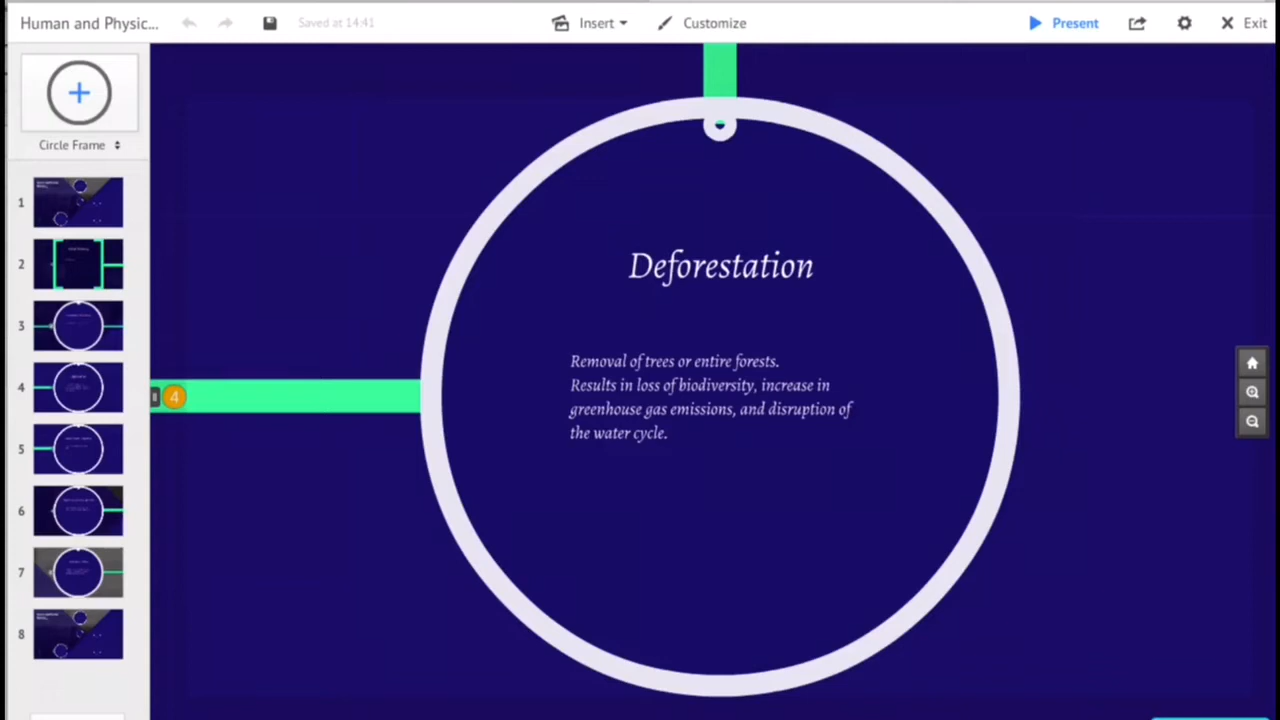 Human and Physic...
Saved at 14:41
Insert
Customize
Present
Exit
Circle Frame
1
2
3
4
5
6
7
8
4
Deforestation
Removal of trees or entire forests.
Results in loss of biodiversity, increase in
greenhouse gas emissions, and disruption of
the water cycle.